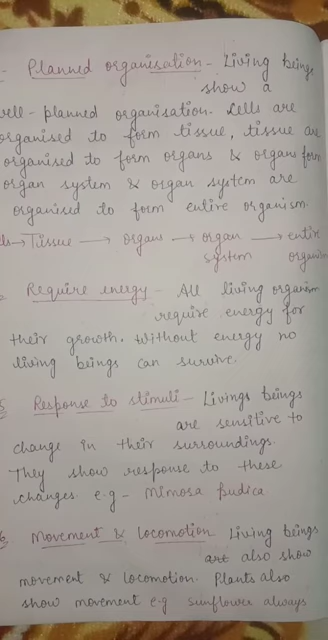 - Planned organisation - Living beings
show a
well-planned organisation. Cells are
organised to form tissue, tissue are
organised to form organs & organs form
organ system & organ system are
organised to form entire organism.
→ Tissue → organs → organ → entire
system
Require energy - All living organism
require energy for
their growth. Without energy no
living beings can survive.
Response to stimuli - Livings beings
are sensitive to
change in their surroundings.
They show response to these
changes e.g - Mimosa Pudica
6 Movement & locomotion Living beings
also show
movement & locomotion. Plants also
show movement e.g sunflower always